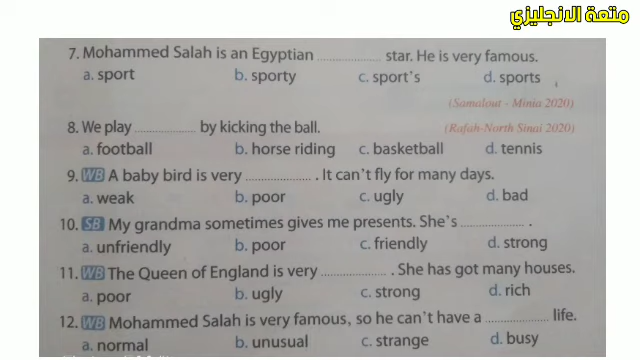 متعة الانجليزي
7. Mohammed Salah is an Egyptian .................. star. He is very famous.
a. sport b. sporty c. sport's d. sports
(Samalout - Minia 2020)
8. We play .................. by kicking the ball. (Rafah-North Sinai 2020)
a. football b. horse riding c. basketball d. tennis
9. WB A baby bird is very .................. . It can't fly for many days.
a. weak b. poor c. ugly d. bad
10. SB My grandma sometimes gives me presents. She's .................. .
a. unfriendly b. poor c. friendly d. strong
11. WB The Queen of England is very .................. . She has got many houses.
a. poor b. ugly c. strong d. rich
12. WB Mohammed Salah is very famous, so he can't have a .................. life.
a. normal b. unusual c. strange d. busy